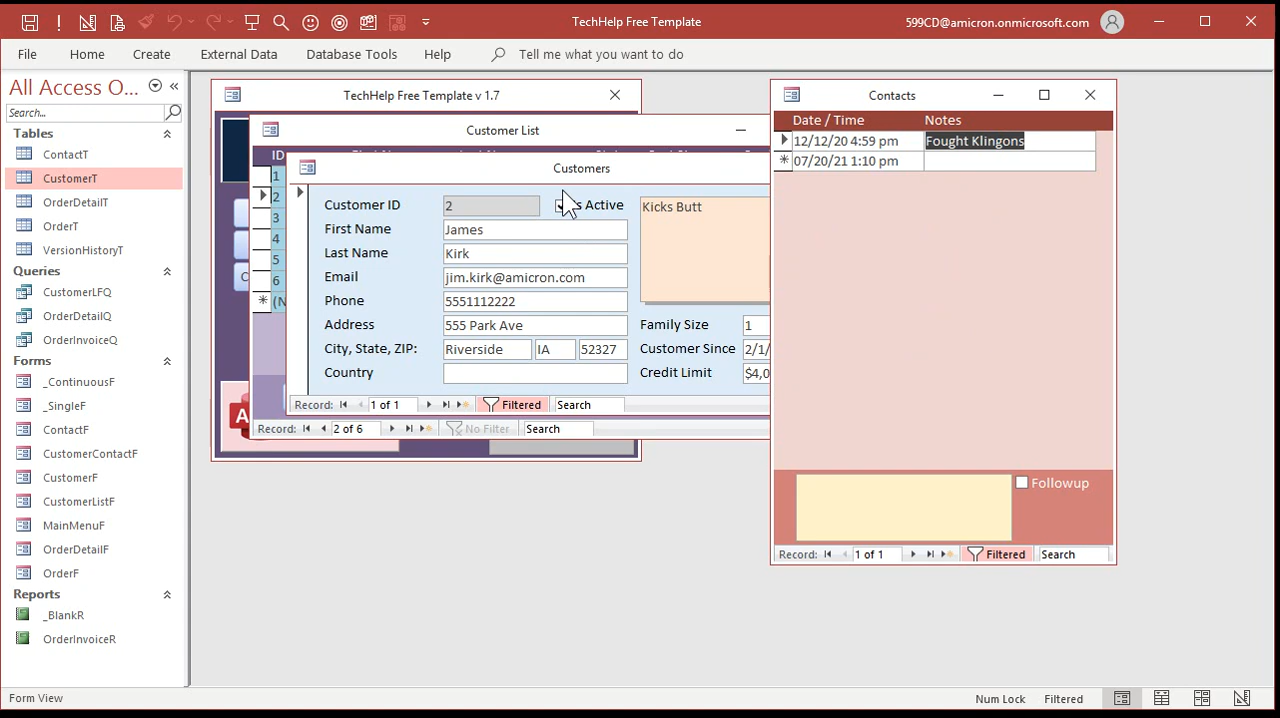 TechHelp Free Template
599CD@amicron.onmicrosoft.com
File Home Create External Data Database Tools Help Tell me what you want to do
All Access O...
Search...
Tables
ContactT
CustomerT
OrderDetailT
OrderT
VersionHistoryT
Queries
CustomerLFQ
OrderDetailQ
OrderInvoiceQ
Forms
_ContinuousF
_SingleF
ContactF
CustomerContactF
CustomerF
CustomerListF
MainMenuF
OrderDetailF
OrderF
Reports
_BlankR
OrderInvoiceR
TechHelp Free Template v 1.7
Customer List
ID
1
2
3
4
5
6
(N
Customers
Customer ID 2 Active
First Name James
Last Name Kirk
Email jim.kirk@amicron.com
Phone 5551112222
Address 555 Park Ave
City, State, ZIP: Riverside IA 52327
Country
Kicks Butt
Family Size 1
Customer Since 2/1/
Credit Limit $4,0
Record: 1 of 1 Filtered Search
Record: 2 of 6 No Filter Search
Contacts
Date / Time Notes
12/12/20 4:59 pm Fought Klingons
07/20/21 1:10 pm
Followup
Record: 1 of 1 Filtered Search
Form View
Num Lock Filtered